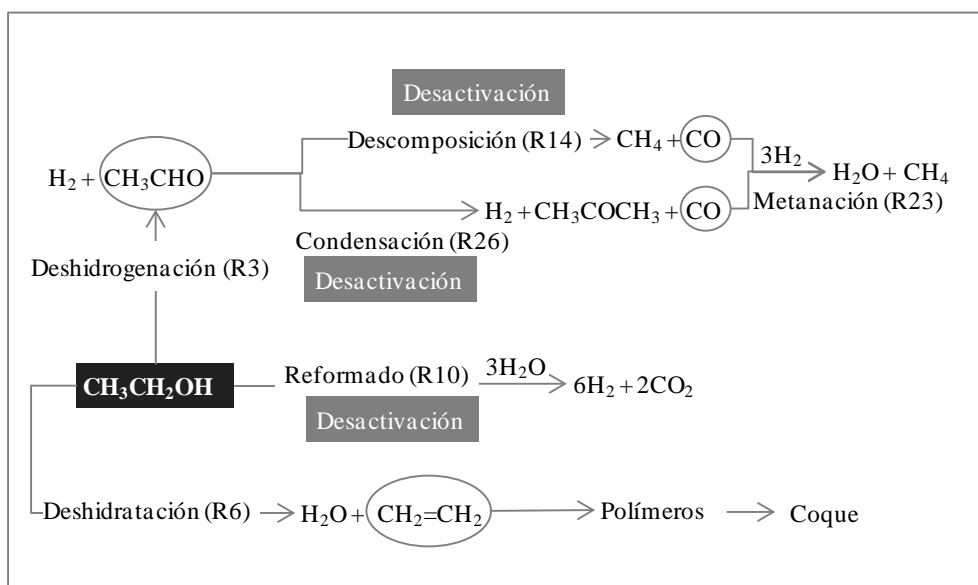 Desactivación
Descomposición (R14) CH₄ + CO
H₂ + CH₃CHO 3H₂ H₂O + CH₄
H₂ + CH₃COCH₃ + CO Metanación (R23)
Condensación (R26)
Deshidrogenación (R3) Desactivación
CH₃CH₂OH Reformado (R10) 3H₂O 6H₂ + 2CO₂
Desactivación
Deshidratación (R6) H₂O + CH₂=CH₂ Polímeros Coque